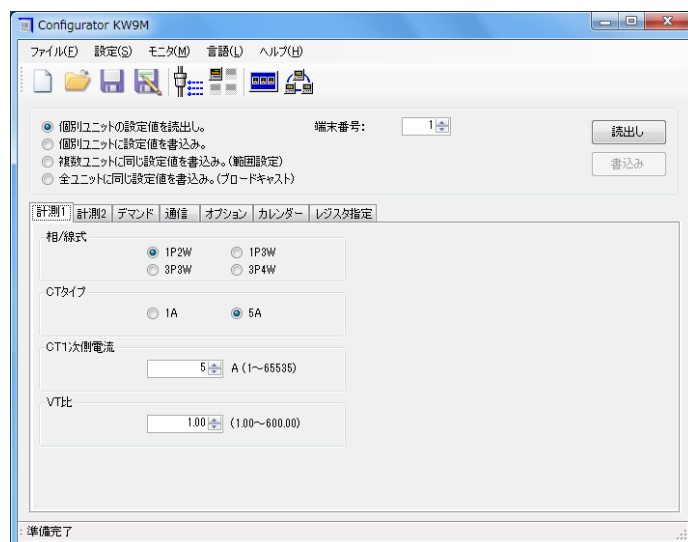 Configurator KW9M
ファイル(F) 設定(S) モニタ(M) 言語(L) ヘルプ(H)
個別ユニットの設定値を読出し。 端末番号: 1 読出し
個別ユニットに設定値を書込み。
複数ユニットに同じ設定値を書込み。(範囲設定) 書込み
全ユニットに同じ設定値を書込み。(ブロードキャスト)
計測1 計測2 デマンド 通信 オプション カレンダー レジスタ指定
相/線式
1P2W 1P3W
3P3W 3P4W
CTタイプ
1A 5A
CT1次側電流
5 A (1~65535)
VT比
1.00 (1.00~600.00)
準備完了